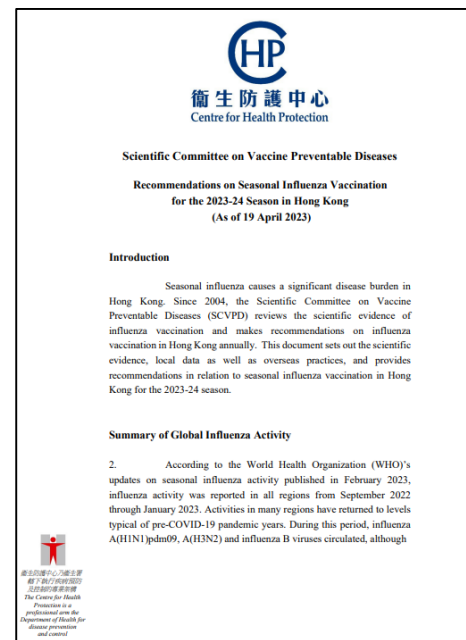 CHP
衞生防護中心
Centre for Health Protection
Scientific Committee on Vaccine Preventable Diseases
Recommendations on Seasonal Influenza Vaccination
for the 2023-24 Season in Hong Kong
(As of 19 April 2023)
Introduction
Seasonal influenza causes a significant disease burden in
Hong Kong. Since 2004, the Scientific Committee on Vaccine
Preventable Diseases (SCVPD) reviews the scientific evidence of
influenza vaccination and makes recommendations on influenza
vaccination in Hong Kong annually. This document sets out the scientific
evidence, local data as well as overseas practices, and provides
recommendations in relation to seasonal influenza vaccination in Hong
Kong for the 2023-24 season.
Summary of Global Influenza Activity
2. According to the World Health Organization (WHO)'s
updates on seasonal influenza activity published in February 2023,
influenza activity was reported in all regions from September 2022
through January 2023. Activities in many regions have returned to levels
typical of pre-COVID-19 pandemic years. During this period, influenza
A(H1N1)pdm09, A(H3N2) and influenza B viruses circulated, although
衞生防護中心乃衞生署
轄下執行疾病預防
及控制的專業架構
The Centre for Health
Protection is a
professional arm the
Department of Health for
disease prevention
and control